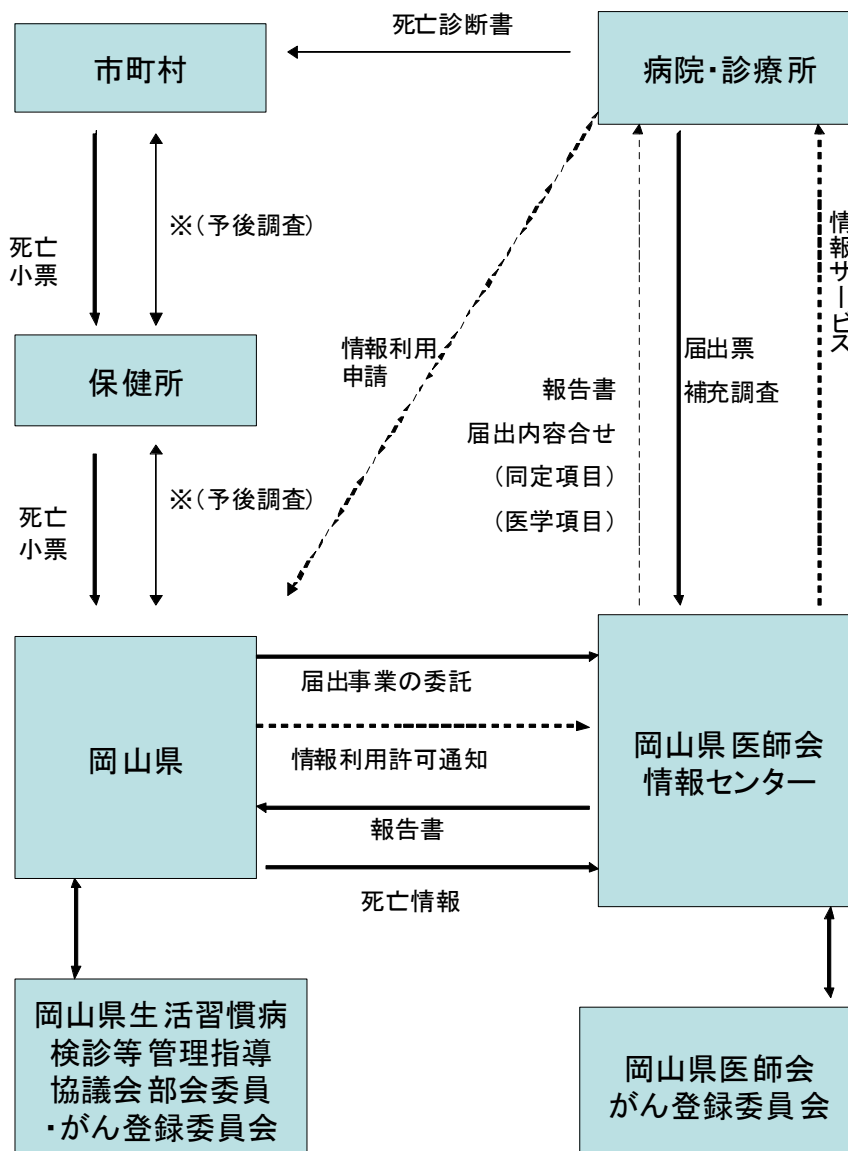 死亡診断書
市町村
病院・診療所
死亡
小票
※(予後調査)
情報サービス
保健所
情報利用
申請
届出票
補充調査
報告書
届出内容合せ
(同定項目)
(医学項目)
死亡
小票
※(予後調査)
岡山県
届出事業の委託
情報利用許可通知
報告書
死亡情報
岡山県医師会
情報センター
岡山県生活習慣病
検診等管理指導
協議会部会委員
・がん登録委員会
岡山県医師会
がん登録委員会